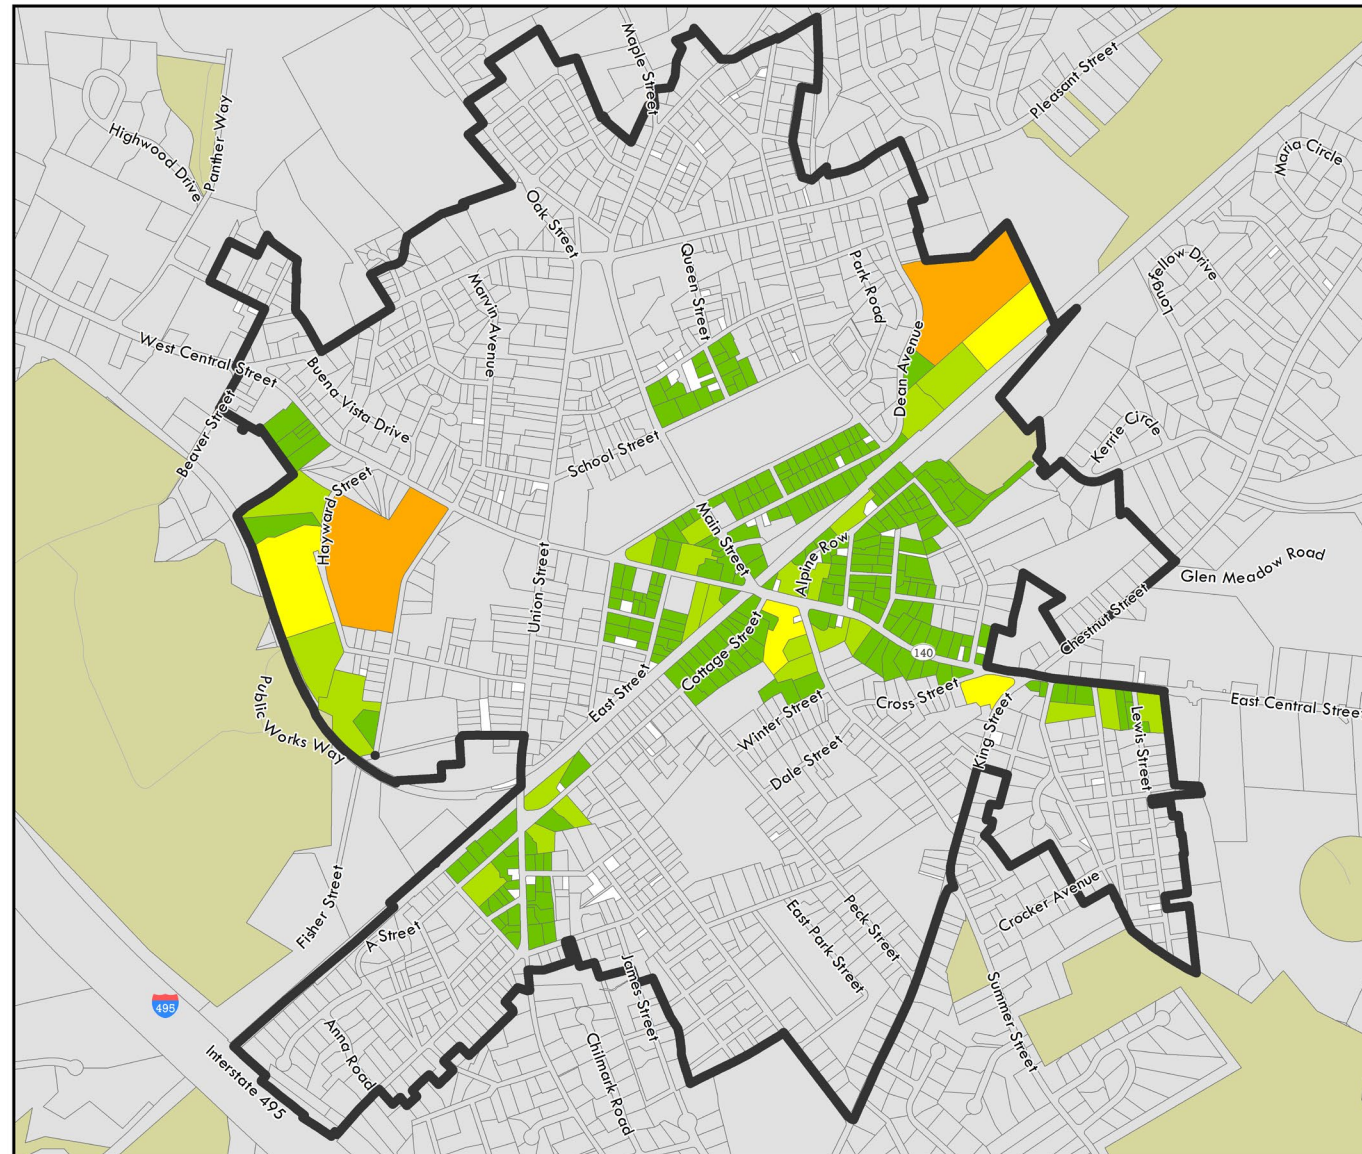 Maple Street
Pleasant Street
Highwood Drive
Panther Way
Maria Circle
Oak Street
Queen Street
Park Road
Longfellow Drive
Marvin Avenue
West Central Street
Buena Vista Drive
Dean Avenue
Beaver Street
School Street
Kerrie Circle
Hayward Street
Main Street
Alpine Row
Union Street
Glen Meadow Road
Chestnut Street
Cottage Street
140
East Street
Public Works Way
Winter Street
Cross Street
King Street
East Central Street
Lewis Street
Dale Street
Fisher Street
A Street
Crocker Avenue
Peck Street
East Park Street
James Street
Summer Street
495
Anna Road
Chilmark Road
Interstate 495